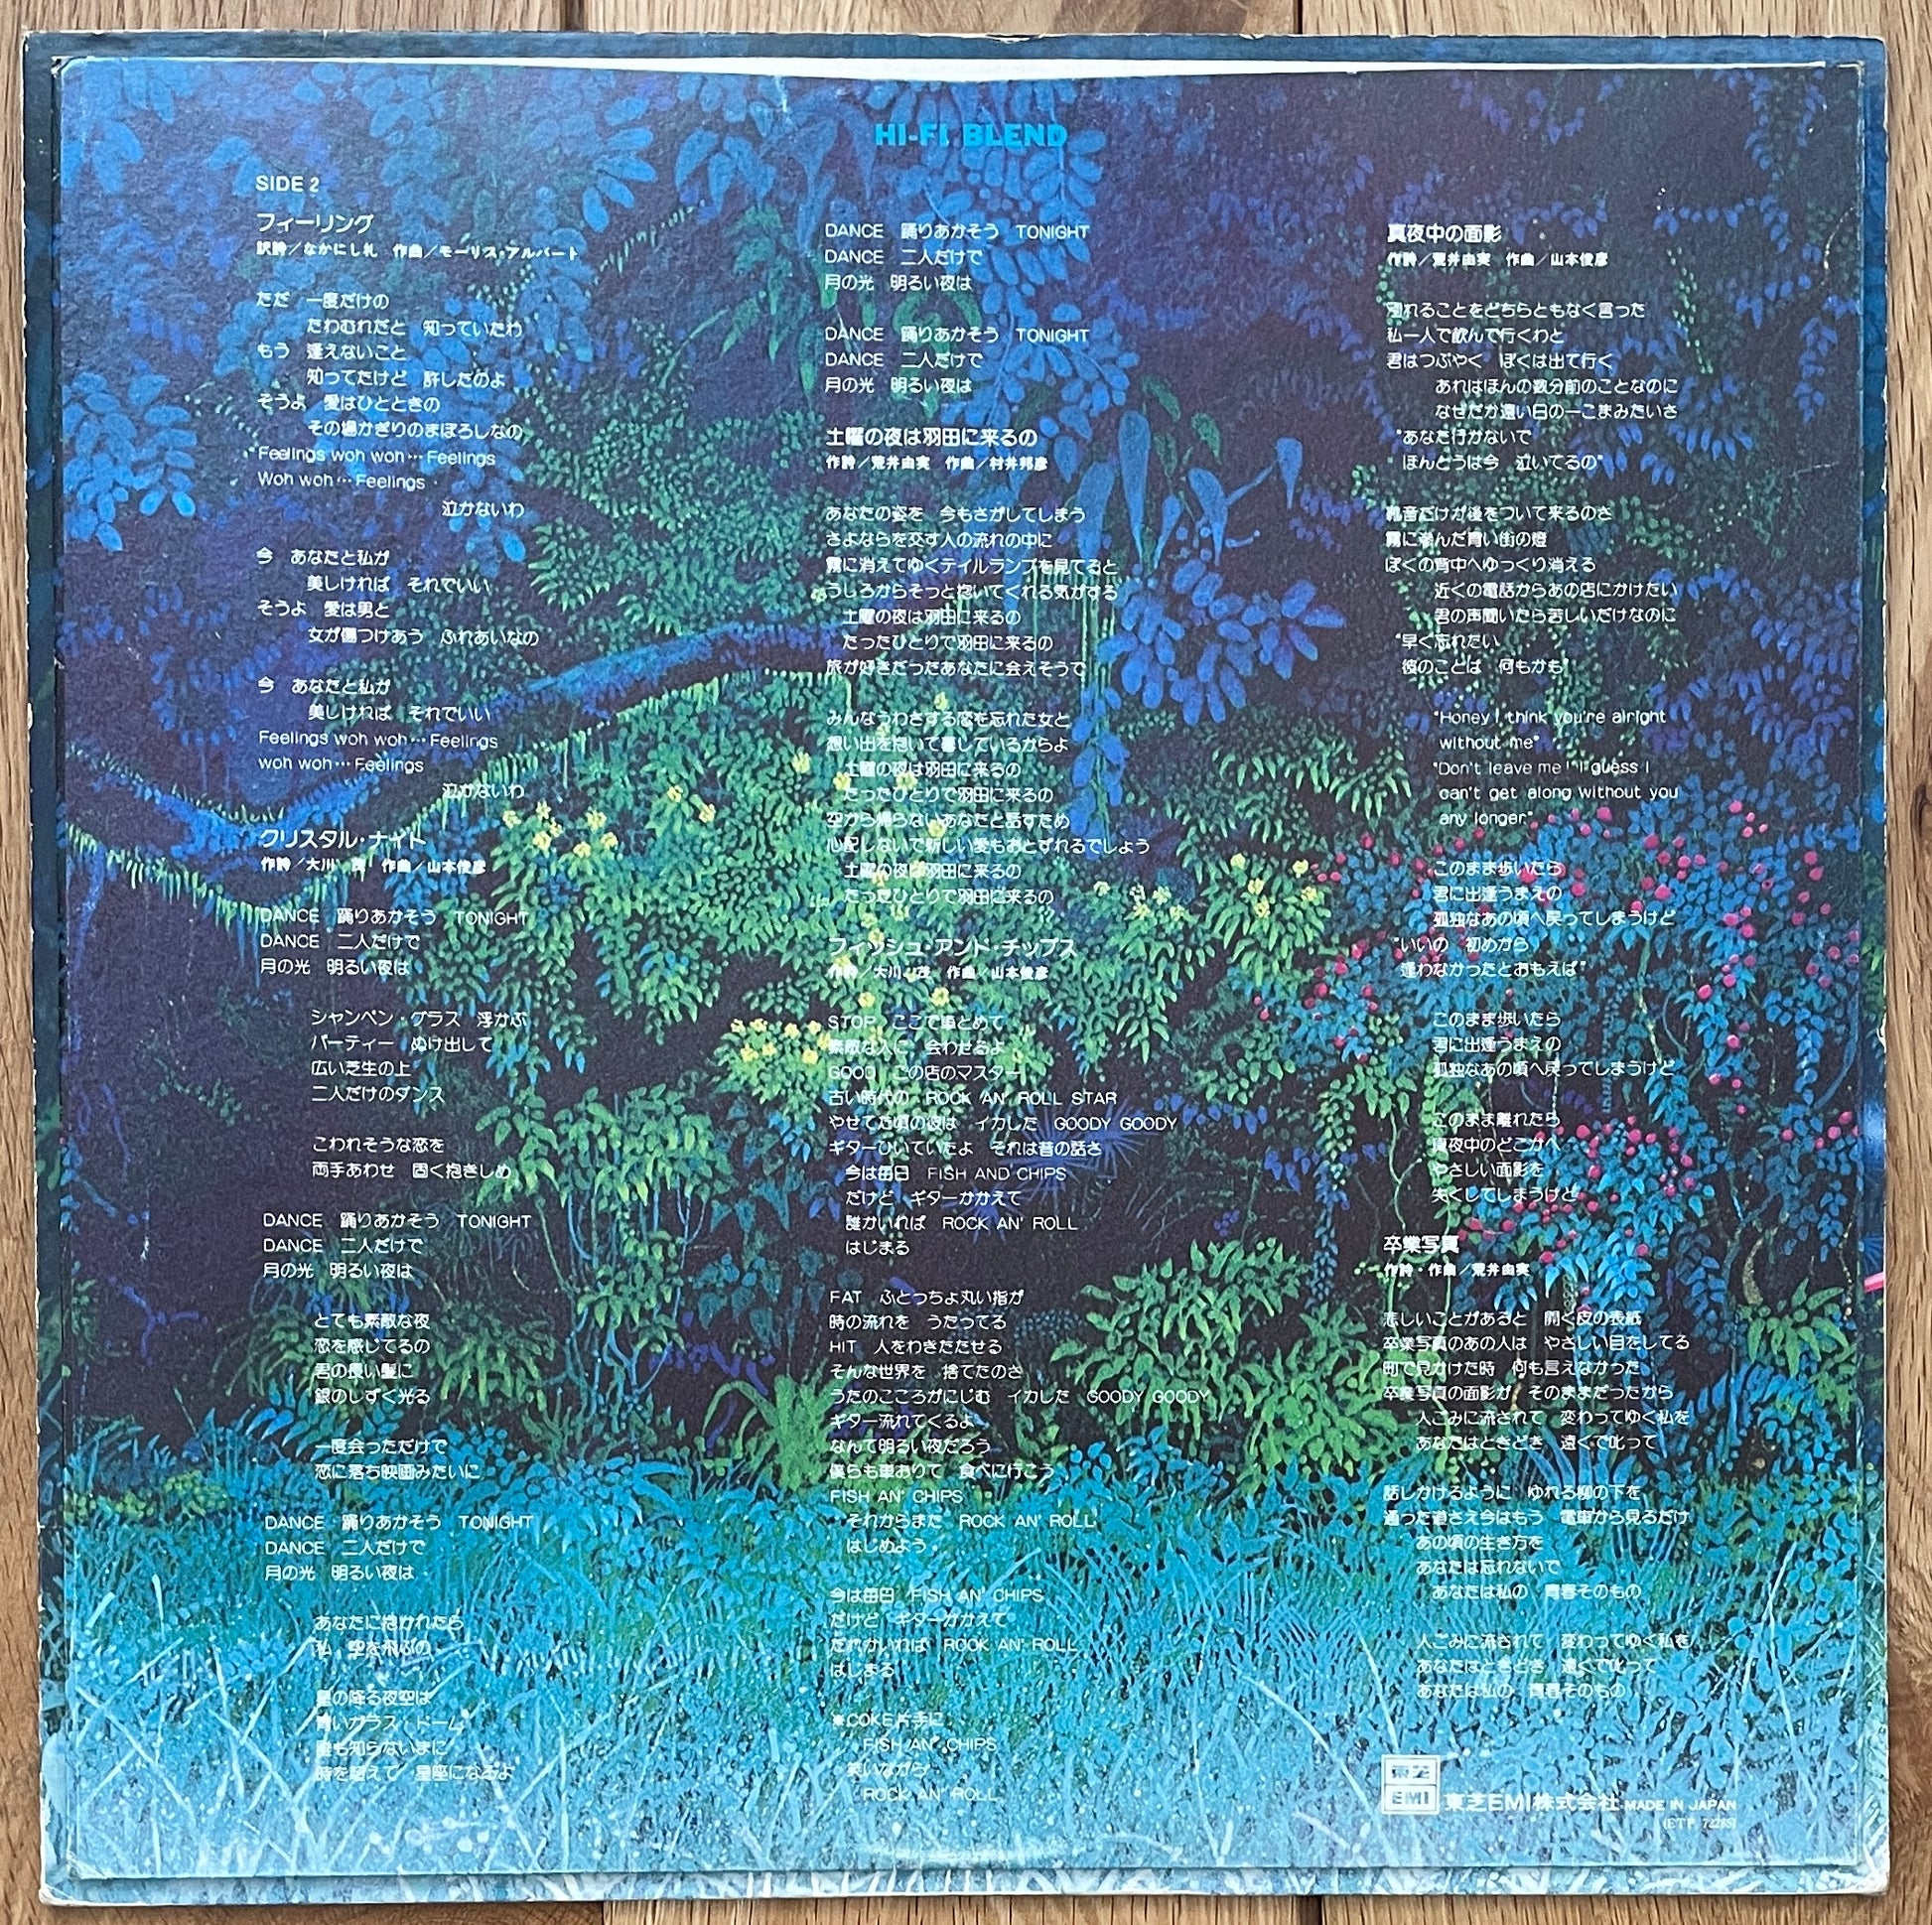 HI-FI BLEND
SIDE 2
フィーリング
訳詩/なかにし礼 作曲/モーリス・アルバート
ただ 一度だけの
たわむれだと 知っていたわ
もう 逢えないこと
知ってたけど 許したのよ
そうよ 愛はひとときの
その場かぎりのまぼろしなの
Feelings woh woh…Feelings
Woh woh…Feelings
泣かないわ
今 あなたと私が
美しければ それでいい
そうよ 愛は男と
女が傷つけあう ふれあいなの
今 あなたと私が
美しければ それでいい
Feelings woh woh…Feelings
woh woh…Feelings
泣かないわ
クリスタル・ナイト
作詩/大川 茂 作曲/山本俊彦
DANCE 踊りあかそう TONIGHT
DANCE 二人だけで
月の光 明るい夜は
シャンペン・グラス 浮かぶ
パーティー ぬけ出して
広い芝生の上
二人だけのダンス
こわれそうな恋を
両手あわせ 固く抱きしめ
DANCE 踊りあかそう TONIGHT
DANCE 二人だけで
月の光 明るい夜は
とても素敵な夜
恋を感じてるの
君の長い髪に
銀のしずく光る
一度会っただけで
恋に落ち映画みたいに
DANCE 踊りあかそう TONIGHT
DANCE 二人だけで
月の光 明るい夜は
あなたに抱かれたら
私 空を飛ぶの
星の降る夜空は
青いガラス・ドーム
誰も知らないまに
時を超えて 星座になるよ
DANCE 踊りあかそう TONIGHT
DANCE 二人だけで
月の光 明るい夜は
DANCE 踊りあかそう TONIGHT
DANCE 二人だけで
月の光 明るい夜は
土曜の夜は羽田に来るの
作詩/荒井由実 作曲/村井邦彦
あなたの姿を 今もさがしてしまう
さよならを交す人の流れの中に
霧に消えてゆくテイルランプを見てると
うしろからそっと抱いてくれる気がする
土曜の夜は羽田に来るの
たったひとりで羽田に来るの
旅が好きだったあなたに会えそうで
みんなうわさする恋を忘れた女と
想い出を抱いて暮しているからよ
土曜の夜は羽田に来るの
たったひとりで羽田に来るの
空から帰らないあなたと話すため
心配しないで新しい愛もおとずれるでしょう
土曜の夜は羽田に来るの
たったひとりで羽田に来るの
フィッシュ・アンド・チップス
作詩/大川 茂 作曲/山本俊彦
STOP ここで車とめて
素敵な人に 会わせるよ
GOOD この店のマスター
古い時代の ROCK AN' ROLL STAR
やせてた頃の彼は イカした GOODY GOODY
ギターひいていたよ それは昔の話さ
今は毎日 FISH AND CHIPS
だけど ギターかかえて
誰かいれば ROCK AN' ROLL
はじまる
FAT ふとっちょ丸い指が
時の流れを うたってる
HIT 人をわきたたせる
そんな世界を 捨てたのさ
うたのこころがにじむ イカした GOODY GOODY
ギター流れてくるよ
なんて明るい夜だろう
僕らも車おりて 食べに行こう
FISH AN' CHIPS
それからまた ROCK AN' ROLL
はじめよう
今は毎日 FISH AN' CHIPS
だけど ギターかかえて
だれかいれば ROCK AN' ROLL
はじまる
※COKE片手に
FISH AN' CHIPS
笑いながら
ROCK AN' ROLL
真夜中の面影
作詩/荒井由実 作曲/山本俊彦
別れることをどちらともなく言った
私一人で飲んで行くわと
君はつぶやく ぼくは出て行く
あれはほんの数分前のことなのに
なぜだか遠い日の一こまみたいさ
"あなた行かないで
ほんとうは今 泣いてるの"
靴音だけが後をついて来るのさ
霧に滲んだ青い街の燈
ぼくの背中へゆっくり消える
近くの電話からあの店にかけたい
君の声聞いたら苦しいだけなのに
"早く忘れたい
彼のことは 何もかも"
"Honey I think you're alright
without me"
"Don't leave me! I guess I
can't get along without you
any longer"
このまま歩いたら
君に出逢うまえの
孤独なあの頃へ戻ってしまうけど
"いいの 初めから
逢わなかったとおもえば"
このまま歩いたら
君に出逢うまえの
孤独なあの頃へ戻ってしまうけど
このまま離れたら
真夜中のどこかへ
やさしい面影を
失くしてしまうけど
卒業写真
作詩・作曲/荒井由実
悲しいことがあると 開く皮の表紙
卒業写真のあの人は やさしい目をしてる
町で見かけた時 何も言えなかった
卒業写真の面影が そのままだったから
人ごみに流されて 変わってゆく私を
あなたはときどき 遠くで叱って
話しかけるように ゆれる柳の下を
通った道さえ今はもう 電車から見るだけ
あの頃の生き方を
あなたは忘れないで
あなたは私の 青春そのもの
人ごみに流されて 変わってゆく私を
あなたはときどき 遠くで叱って
あなたは私の 青春そのもの
東芝
EMI
東芝EMI株式会社 MADE IN JAPAN